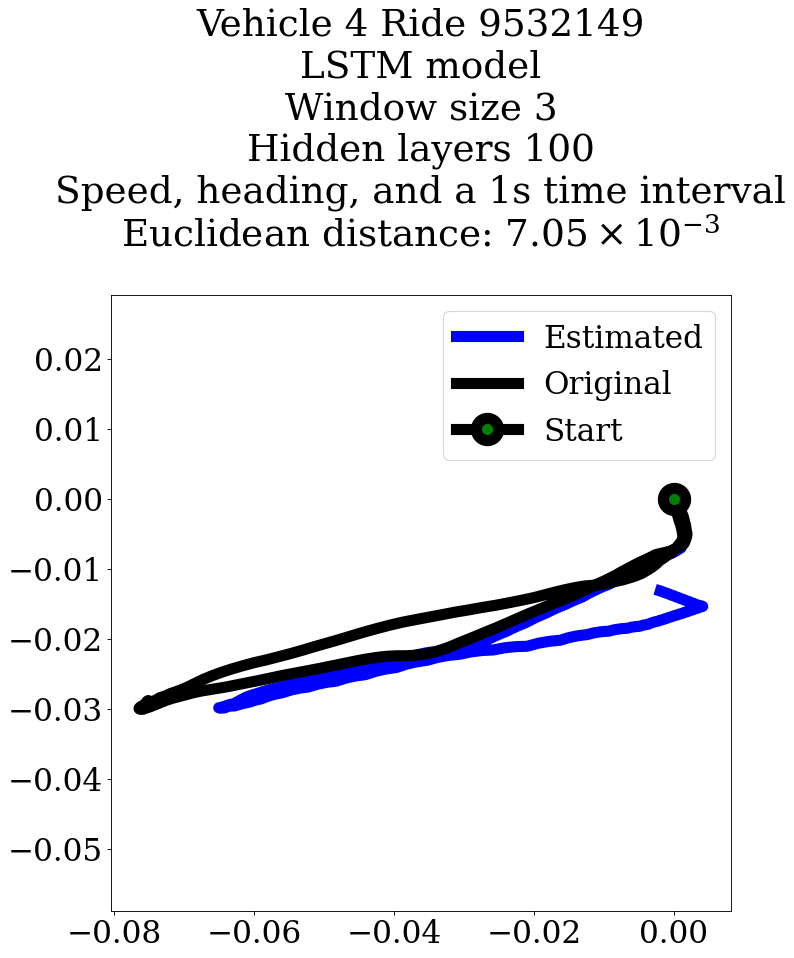 Vehicle 4 Ride 9532149
LSTM model
Window size 3
Hidden layers 100
Speed, heading, and a 1s time interval
Euclidean distance: 7.05 × 10⁻³
Estimated
Original
Start
0.02
0.01
0.00
−0.01
−0.02
−0.03
−0.04
−0.05
−0.08 −0.06 −0.04 −0.02 0.00